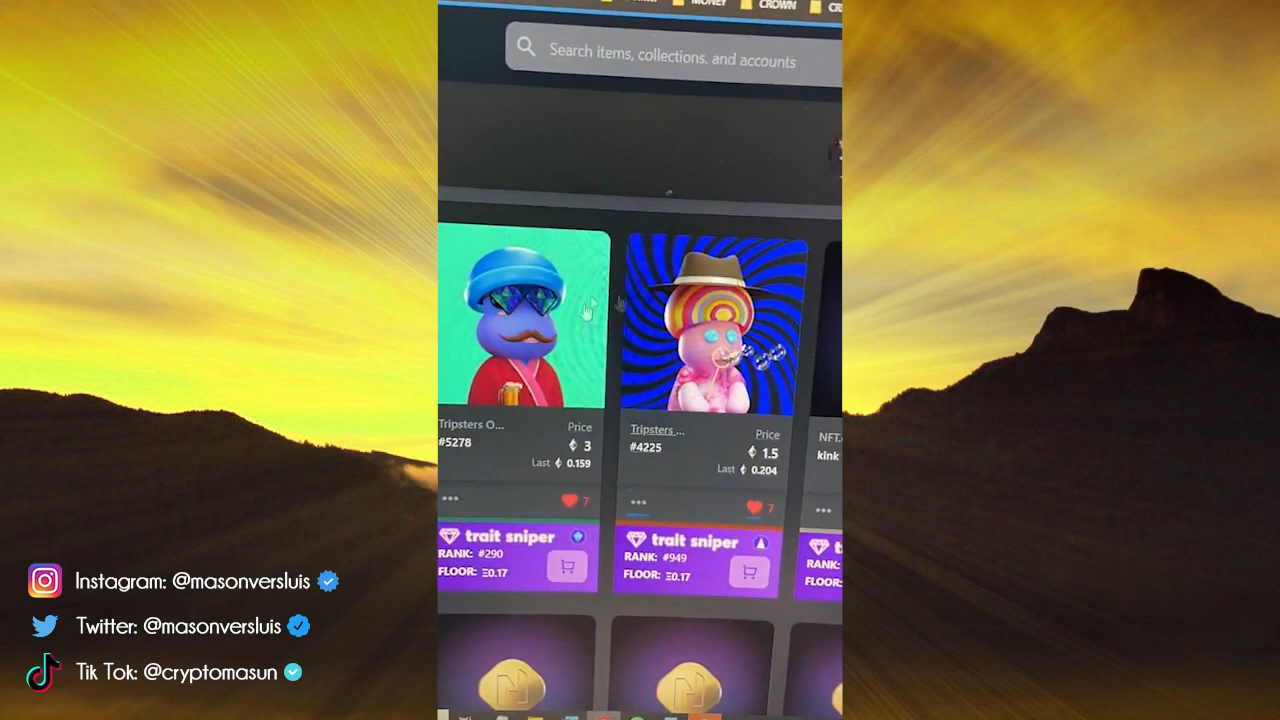 MONEY
CROWN
Search items, collections, and accounts
Tripsters O...
Price
#5278
3
Last 0.159
7
trait sniper
RANK: #290
FLOOR: Ξ0.17
Tripsters ...
Price
#4225
1.5
Last 0.204
7
trait sniper
RANK: #949
FLOOR: Ξ0.17
kink
RANK:
FLOOR:
Instagram: @masonversluis
Twitter: @masonversluis
Tik Tok: @cryptomasun